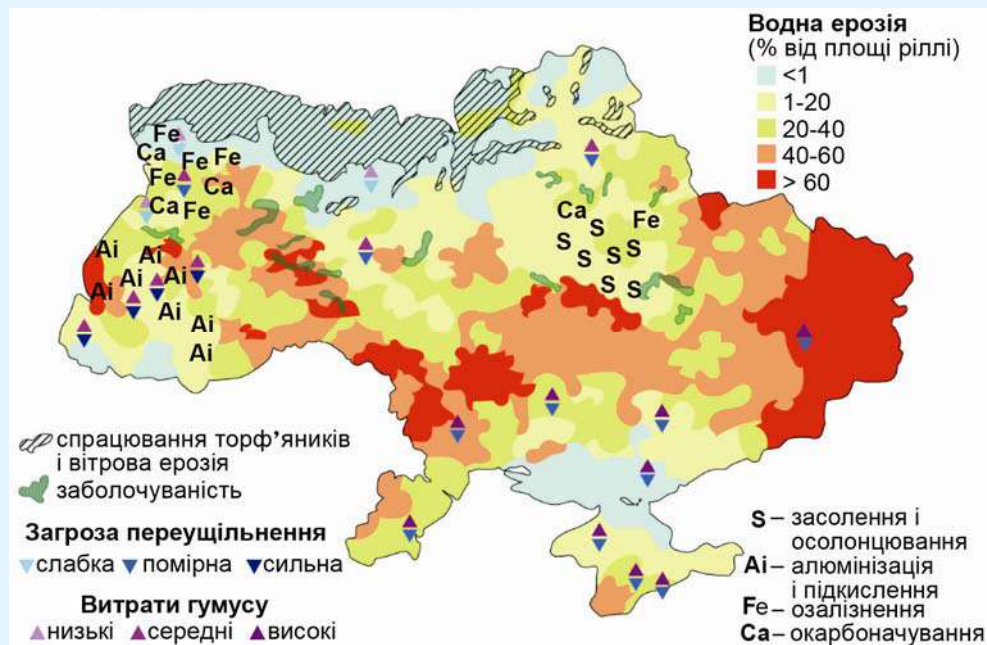 Водна ерозія
(% від площі ріллі)
<1
1-20
20-40
40-60
> 60
Fe
Ca Fe Fe
Fe Ca
Ca Fe
Ai Ai
Ai Ai
Ai
Ai
Ai
Ai
Ca S Fe
S S
S S
S S
спрацювання торф’яників
і вітрова ерозія
заболочуваність
Загроза переущільнення
слабка помірна сильна
Витрати гумусу
низькі середні високі
S – засолення і
осолонцювання
Ai – алюмінізація
і підкислення
Fe – озалізнення
Ca – окарбоначування